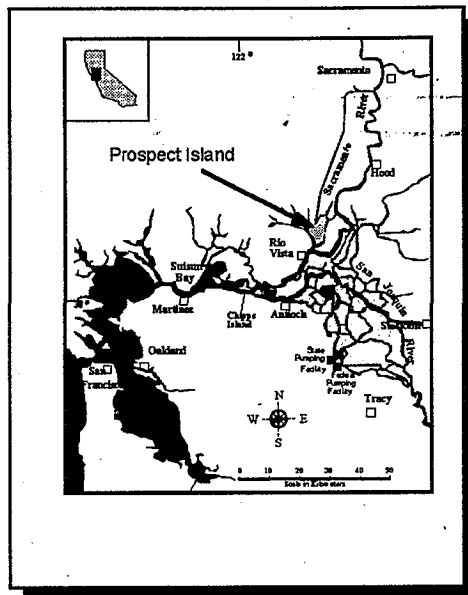 122°
Sacramento
River
Prospect Island
Sacramento
Hood
Rio
Vista
Suisun
Bay
San Joaquin
River
Martinez
Chipps
Island
Antioch
Oakland
San
Francisco
State
Pumping
Facility
Federal
Pumping
Facility
Tracy
N
W E
S
0 10 20 30 40 50
Scale in Kilometers